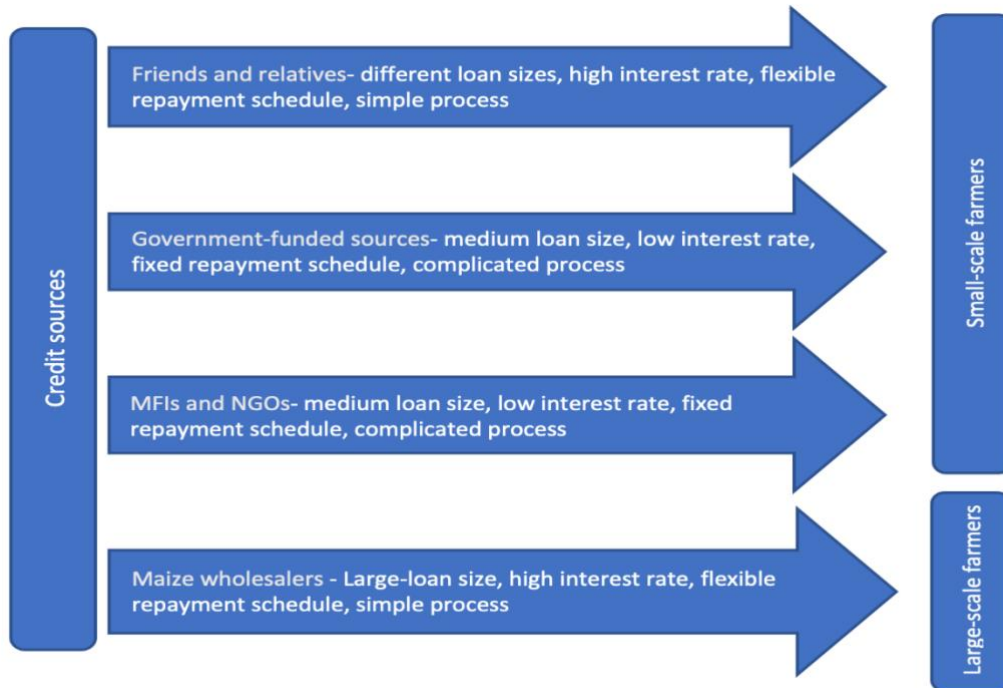 Credit sources
Friends and relatives- different loan sizes, high interest rate, flexible
repayment schedule, simple process
Government-funded sources- medium loan size, low interest rate,
fixed repayment schedule, complicated process
MFIs and NGOs- medium loan size, low interest rate, fixed
repayment schedule, complicated process
Maize wholesalers - Large-loan size, high interest rate, flexible
repayment schedule, simple process
Small-scale farmers
Large-scale farmers